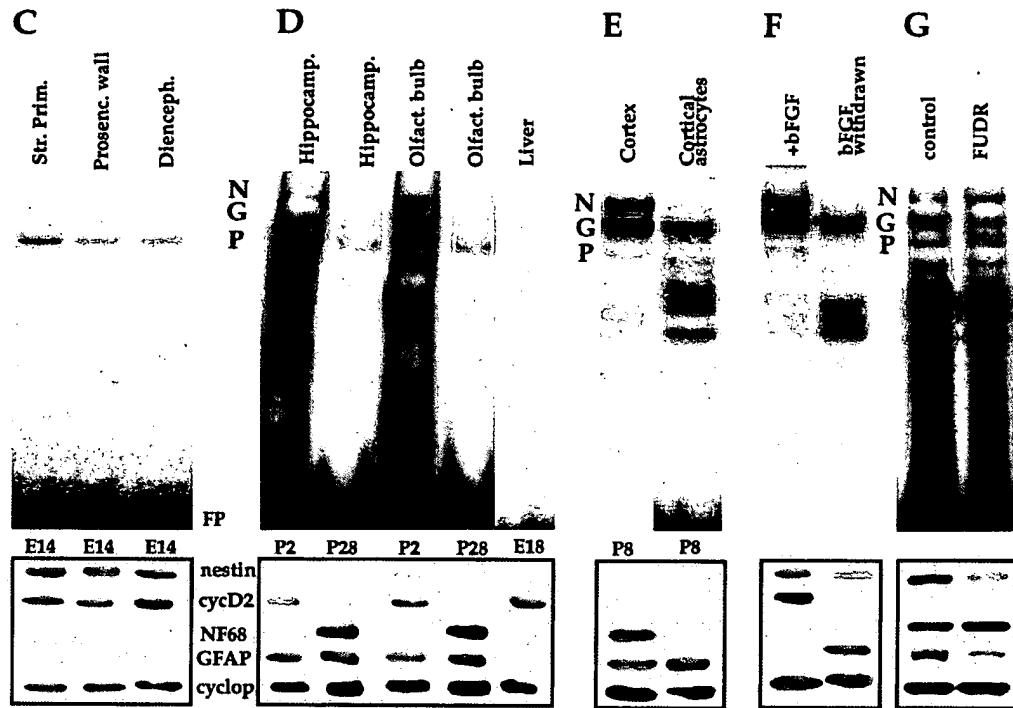 C D E F G
Str. Prim.
Prosenc. wall
Dienceph.
Hippocamp.
Hippocamp.
Olfact. bulb
Olfact. bulb
Liver
Cortex
Cortical
astrocytes
+bFGF
bFGF
withdrawn
control
FUDR
N
G
P
N
G
P
N
G
P
FP
E14 E14 E14
P2 P28 P2 P28 E18
P8 P8
nestin
cycD2
NF68
GFAP
cyclop